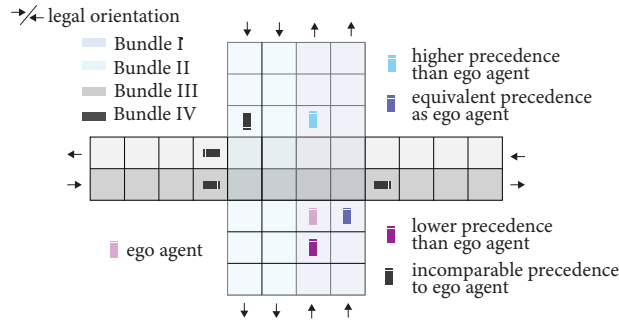 legal orientation
Bundle I
Bundle II
Bundle III
Bundle IV
higher precedence
than ego agent
equivalent precedence
as ego agent
ego agent
lower precedence
than ego agent
incomparable precedence
to ego agent